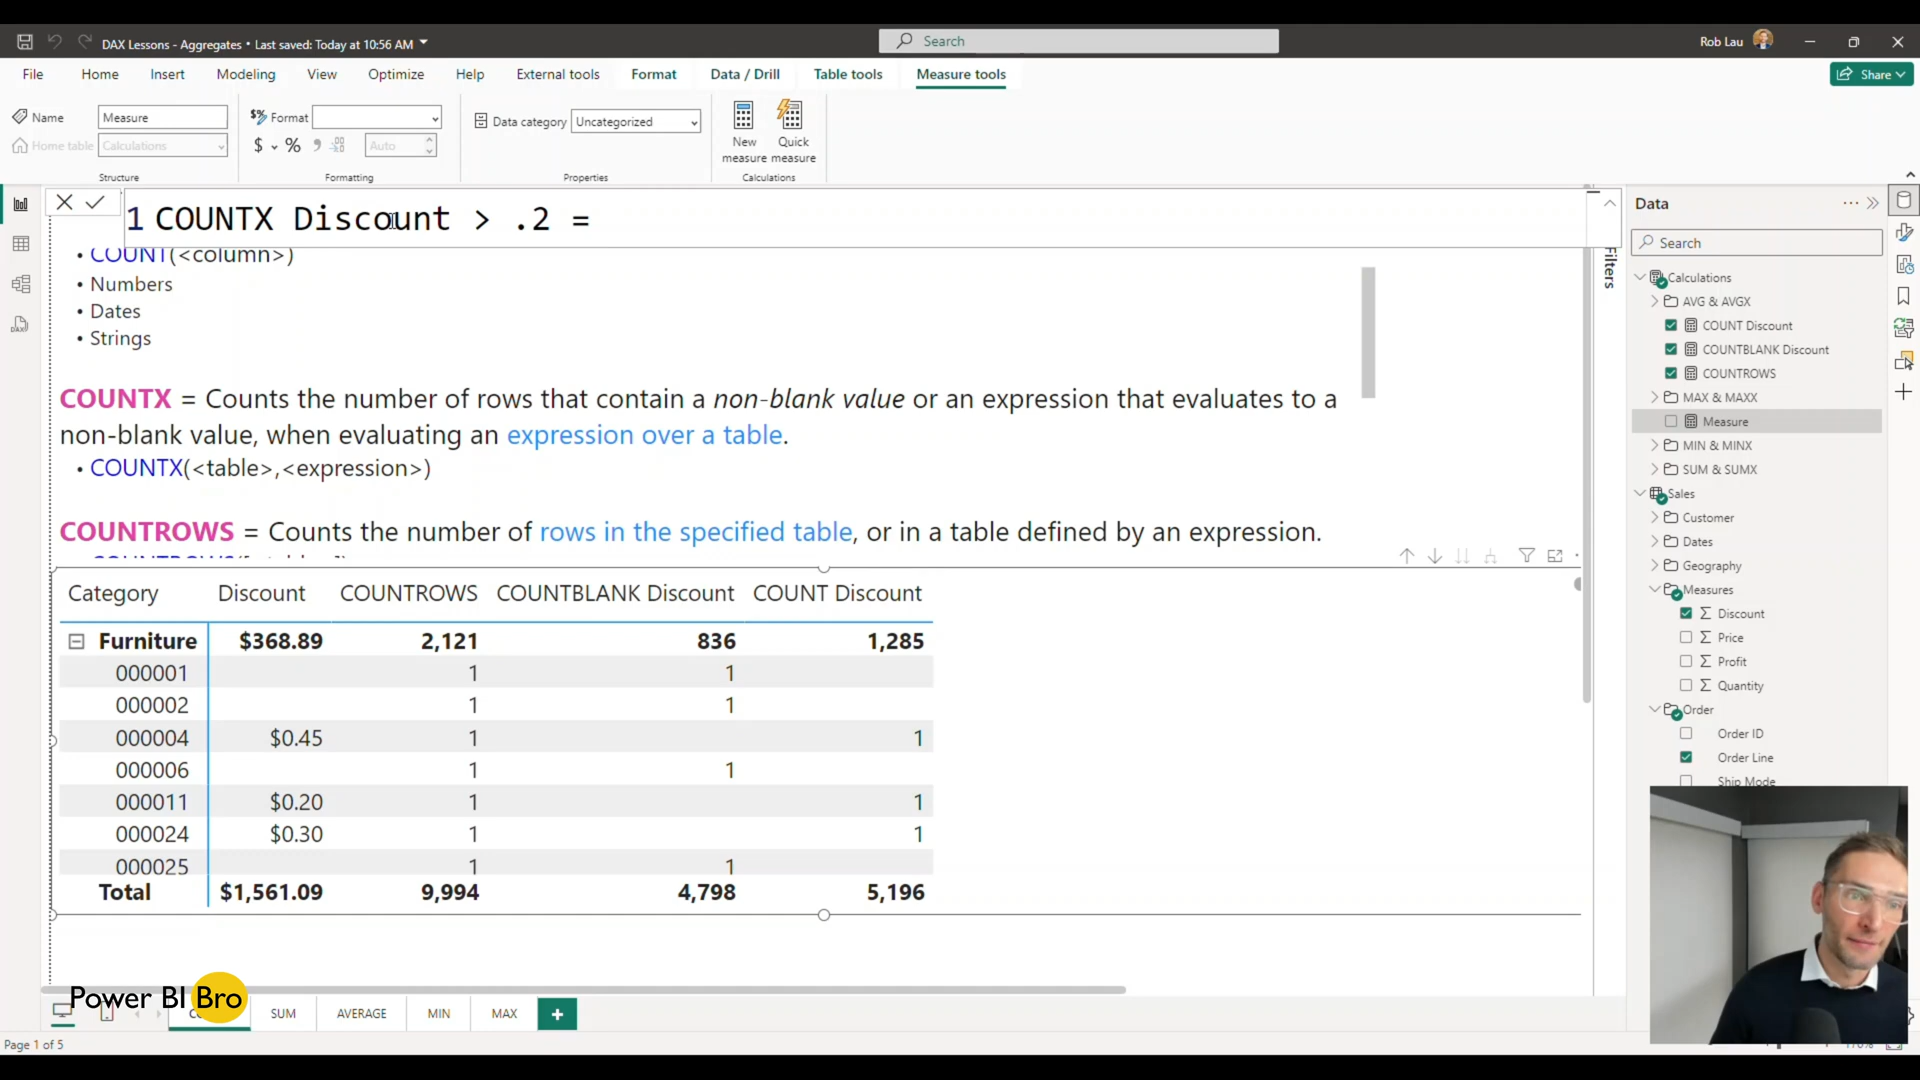 DAX Lessons - Aggregates • Last saved: Today at 10:56 AM
Search
Rob Lau
File
Home
Insert
Modeling
View
Optimize
Help
External tools
Format
Data / Drill
Table tools
Measure tools
Share
Name
Measure
Home table
Calculations
Structure
Format
$
%
Auto
Formatting
Data category
Uncategorized
Properties
New measure
Quick measure
Calculations
1 COUNTX Discount > .2 =
• COUNT(<column>)
• Numbers
• Dates
• Strings
COUNTX = Counts the number of rows that contain a non-blank value or an expression that evaluates to a
non-blank value, when evaluating an expression over a table.
• COUNTX(<table>,<expression>)
COUNTROWS = Counts the number of rows in the specified table, or in a table defined by an expression.
Category Discount COUNTROWS COUNTBLANK Discount COUNT Discount
Furniture $368.89 2,121 836 1,285
000001 1 1
000002 1 1
000004 $0.45 1 1
000006 1 1
000011 $0.20 1 1
000024 $0.30 1 1
000025 1 1
Total $1,561.09 9,994 4,798 5,196
Filters
Data
Search
Calculations
AVG & AVGX
COUNT Discount
COUNTBLANK Discount
COUNTROWS
MAX & MAXX
Measure
MIN & MINX
SUM & SUMX
Sales
Customer
Dates
Geography
Measures
Discount
Price
Profit
Quantity
Order
Order ID
Order Line
Ship Mode
Power BI Bro
SUM
AVERAGE
MIN
MAX
Page 1 of 5